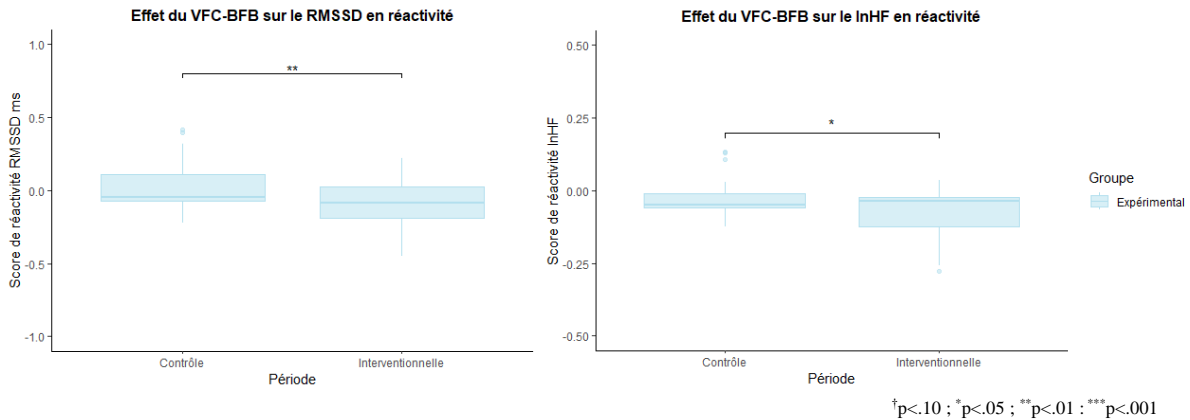 Effet du VFC-BFB sur le RMSSD en réactivité
Score de réactivité RMSSD ms
1.0
0.5
0.0
-0.5
-1.0
**
Contrôle
Interventionnelle
Période
Effet du VFC-BFB sur le lnHF en réactivité
Score de réactivité lnHF
0.50
0.25
0.00
-0.25
-0.50
*
Contrôle
Interventionnelle
Période
Groupe
Expérimental
†p<.10 ; *p<.05 ; **p<.01 : ***p<.001